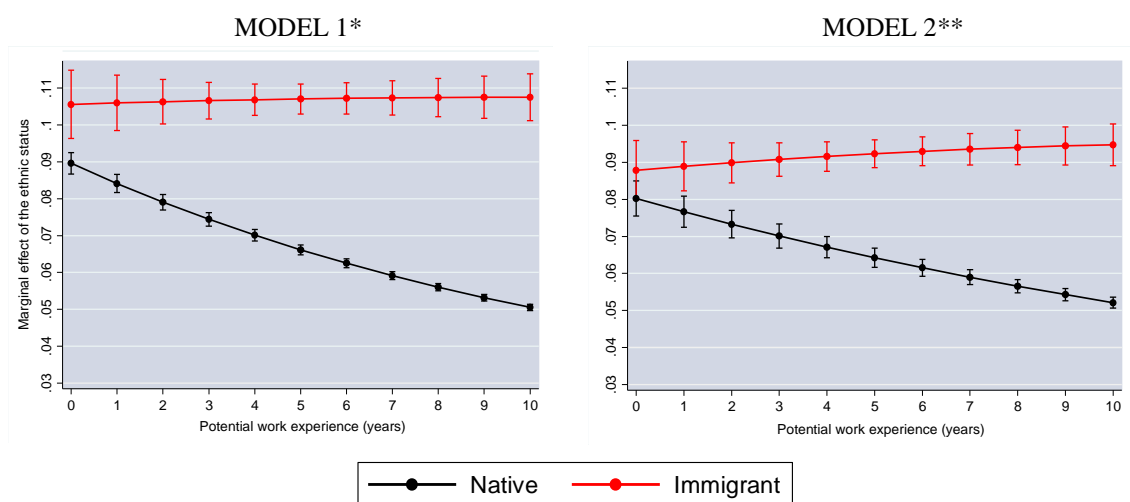 MODEL 1*
MODEL 2**
Marginal effect of the ethnic status
.11
.1
.09
.08
.07
.06
.05
.04
.03
0 1 2 3 4 5 6 7 8 9 10
Potential work experience (years)
.11
.1
.09
.08
.07
.06
.05
.04
.03
0 1 2 3 4 5 6 7 8 9 10
Potential work experience (years)
Native Immigrant